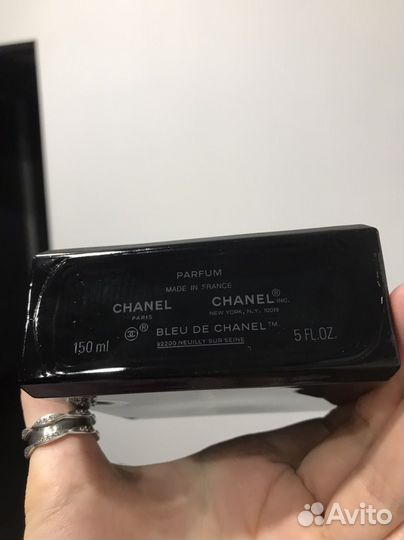 PARFUM
MADE IN FRANCE
CHANEL CHANEL® INC.
PARIS NEW YORK, N.Y. 10019
150 ml ® BLEU DE CHANEL™ 5 FL.OZ.
92200 NEUILLY SUR SEINE
Avito